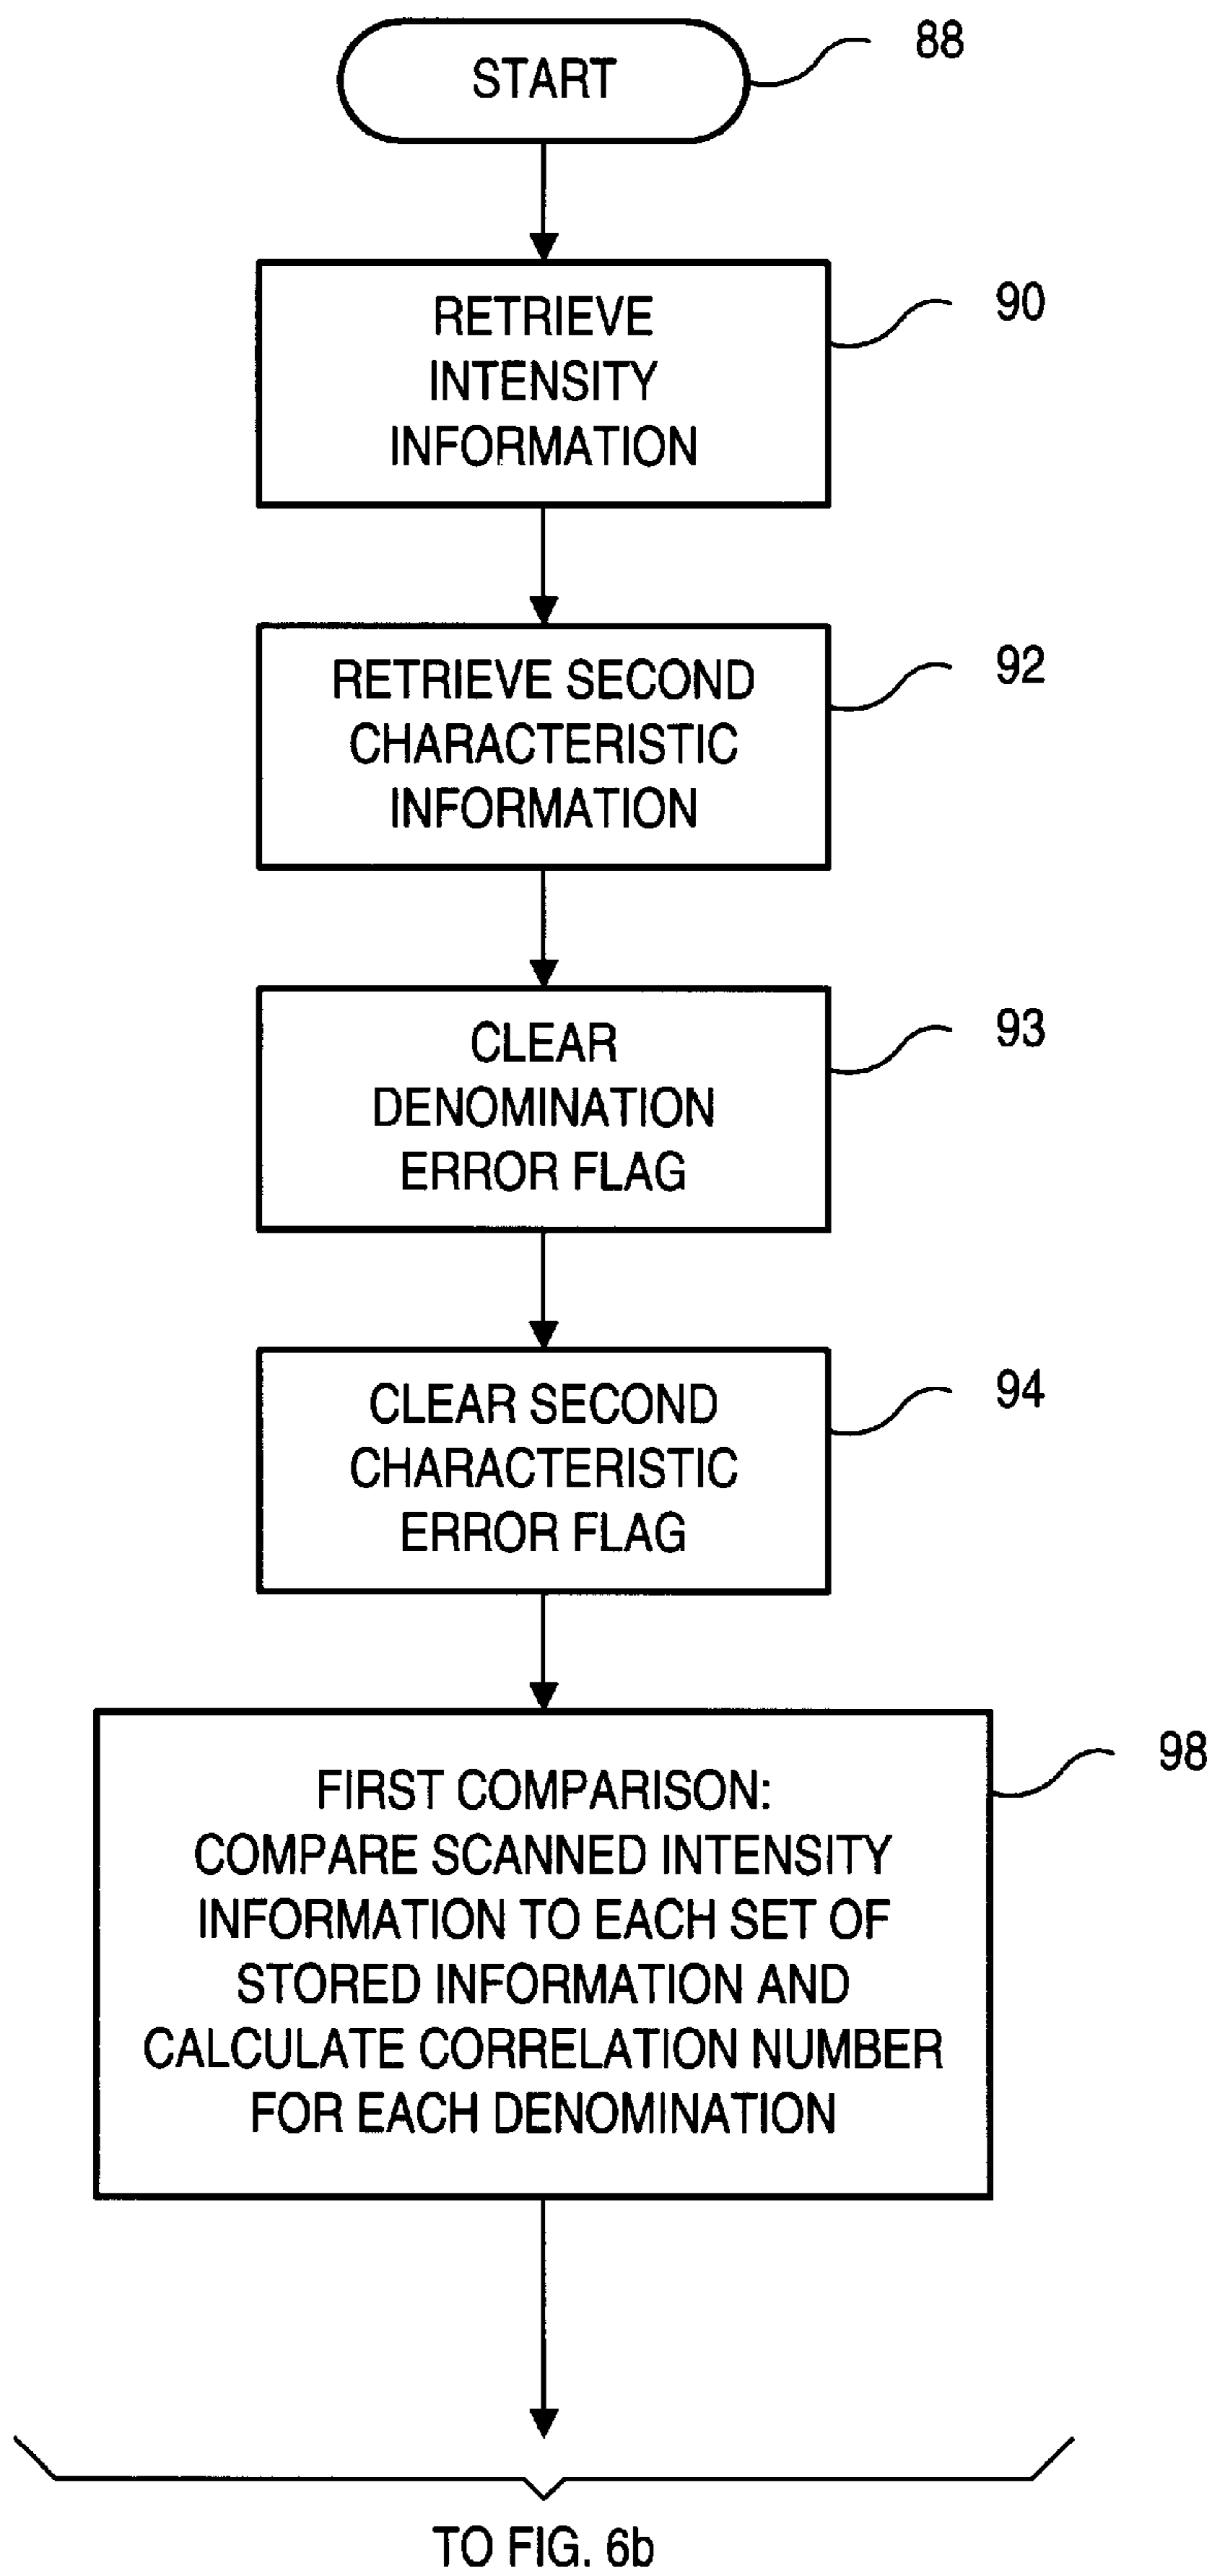 START
88
RETRIEVE
INTENSITY
INFORMATION
90
RETRIEVE SECOND
CHARACTERISTIC
INFORMATION
92
CLEAR
DENOMINATION
ERROR FLAG
93
CLEAR SECOND
CHARACTERISTIC
ERROR FLAG
94
FIRST COMPARISON:
COMPARE SCANNED INTENSITY
INFORMATION TO EACH SET OF
STORED INFORMATION AND
CALCULATE CORRELATION NUMBER
FOR EACH DENOMINATION
98
TO FIG. 6b